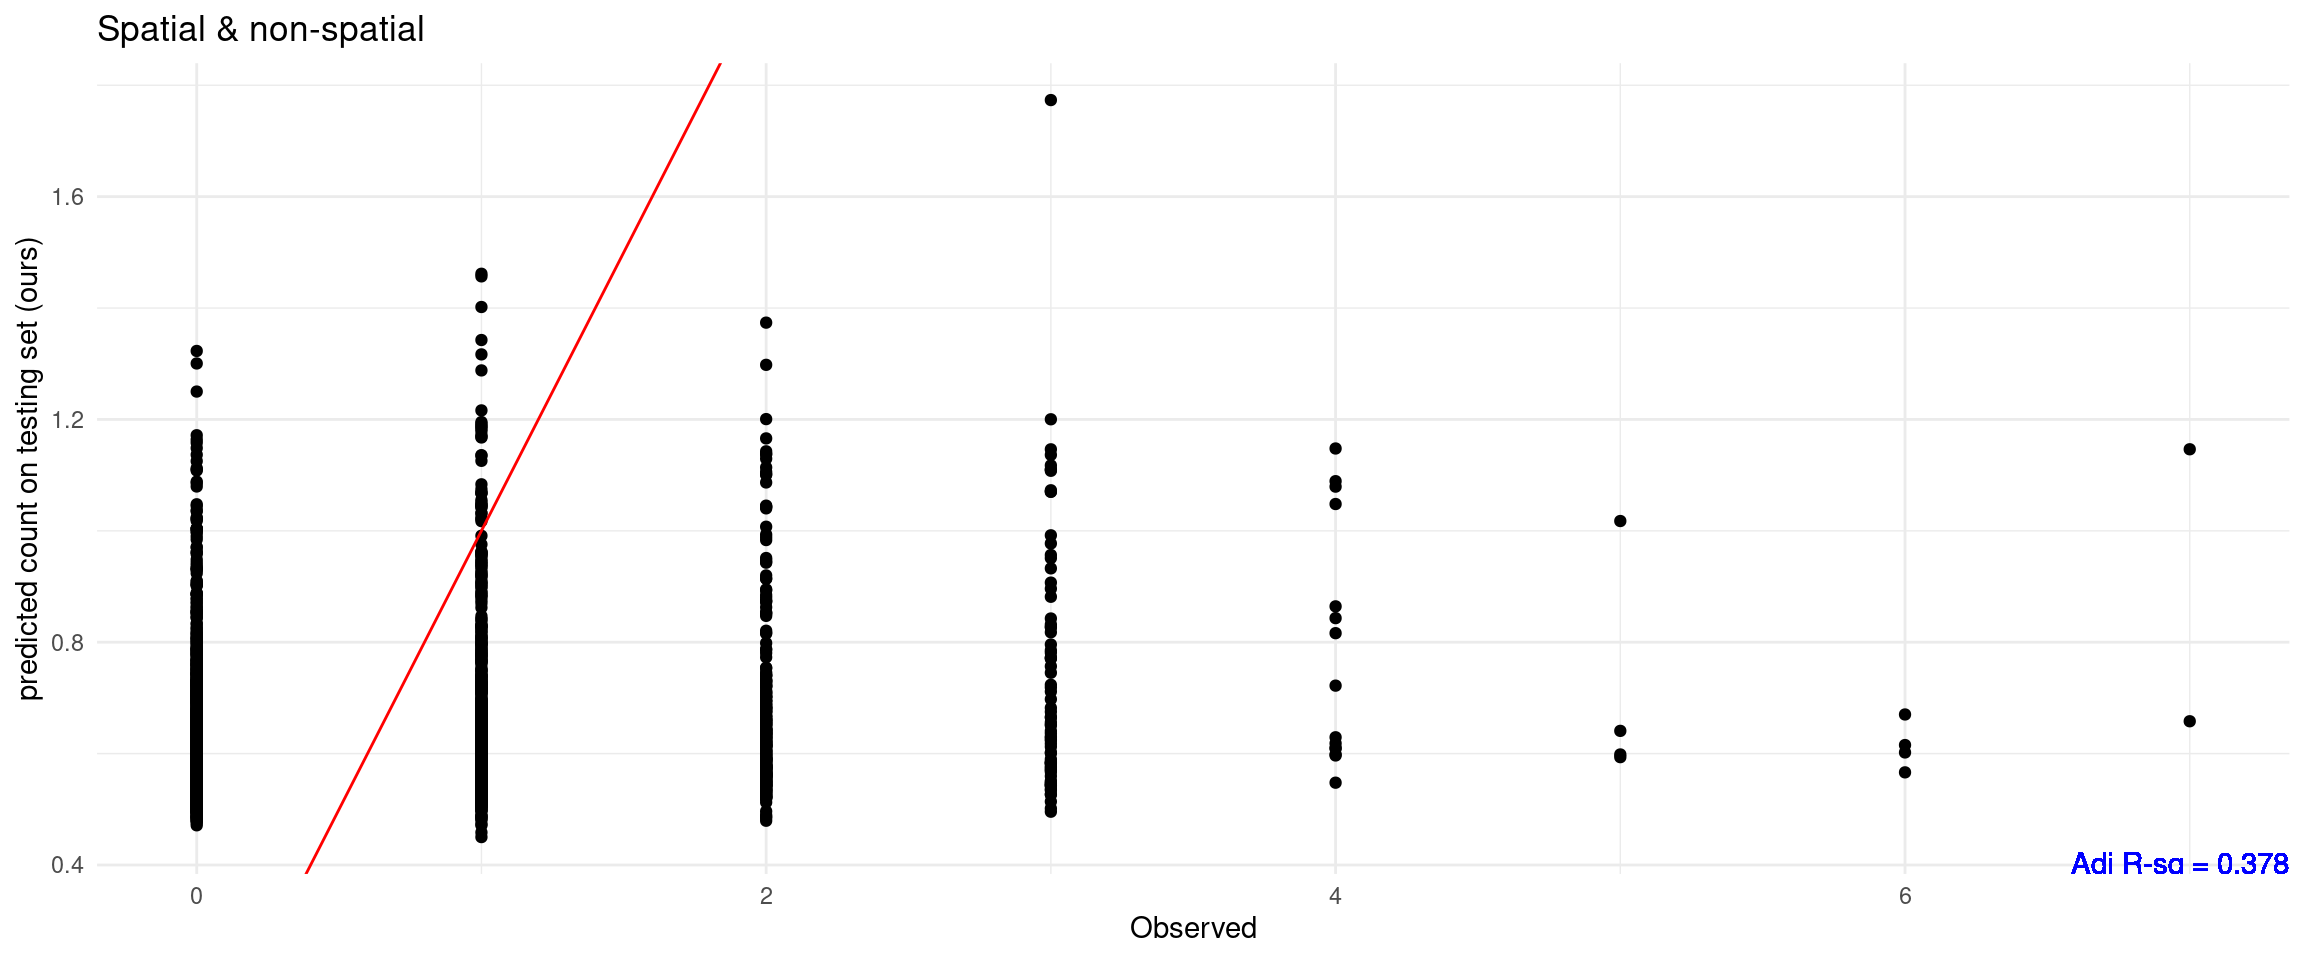 Spatial & non-spatial
predicted count on testing set (ours)
1.6
1.2
0.8
0.4
Adj R-sq = 0.378
0
2
4
6
Observed